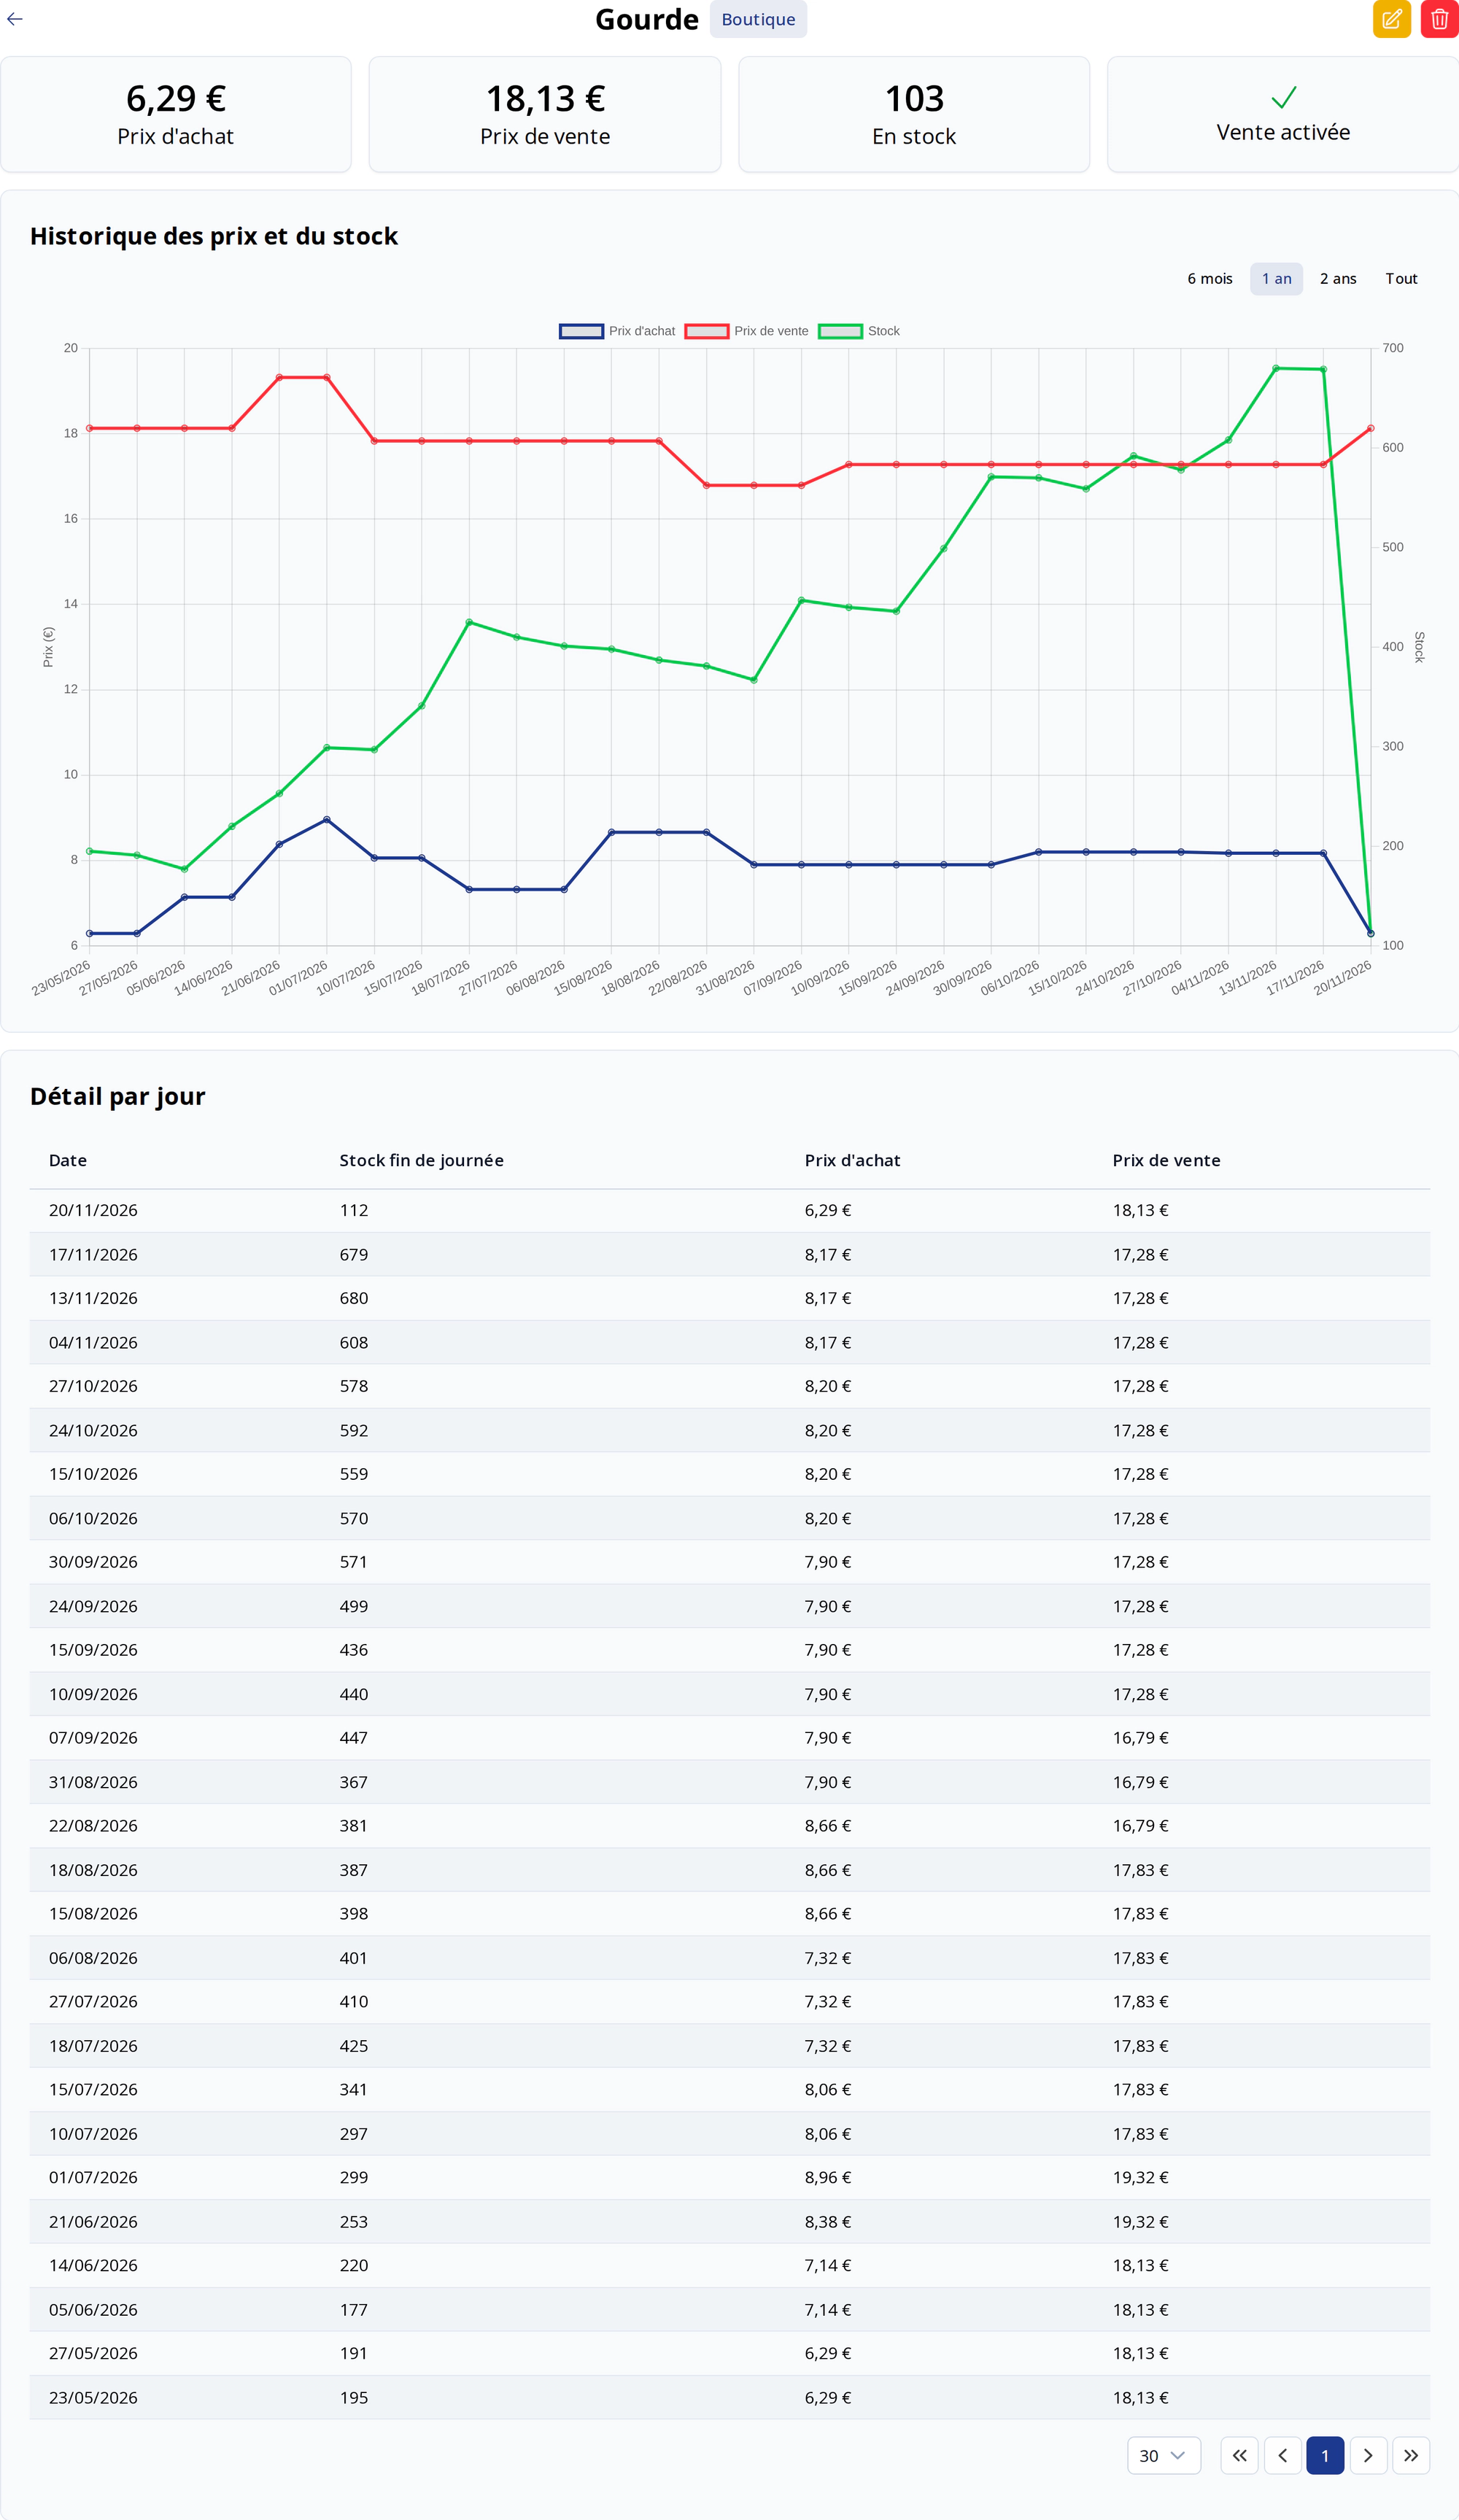 Gourde Boutique
6,29 €
Prix d'achat
18,13 €
Prix de vente
103
En stock
Vente activée
Historique des prix et du stock
6 mois 1 an 2 ans Tout
Prix d'achat Prix de vente Stock
20
18
16
14
12
10
8
6
Prix (€)
700
600
500
400
300
200
100
Stock
23/05/2026 27/05/2026 05/06/2026 14/06/2026 21/06/2026 01/07/2026 10/07/2026 15/07/2026 18/07/2026 27/07/2026 06/08/2026 15/08/2026 18/08/2026 22/08/2026 31/08/2026 07/09/2026 10/09/2026 15/09/2026 24/09/2026 30/09/2026 06/10/2026 15/10/2026 24/10/2026 27/10/2026 04/11/2026 13/11/2026 17/11/2026 20/11/2026
Détail par jour
Date Stock fin de journée Prix d'achat Prix de vente
20/11/2026 112 6,29 € 18,13 €
17/11/2026 679 8,17 € 17,28 €
13/11/2026 680 8,17 € 17,28 €
04/11/2026 608 8,17 € 17,28 €
27/10/2026 578 8,20 € 17,28 €
24/10/2026 592 8,20 € 17,28 €
15/10/2026 559 8,20 € 17,28 €
06/10/2026 570 8,20 € 17,28 €
30/09/2026 571 7,90 € 17,28 €
24/09/2026 499 7,90 € 17,28 €
15/09/2026 436 7,90 € 17,28 €
10/09/2026 440 7,90 € 17,28 €
07/09/2026 447 7,90 € 16,79 €
31/08/2026 367 7,90 € 16,79 €
22/08/2026 381 8,66 € 16,79 €
18/08/2026 387 8,66 € 17,83 €
15/08/2026 398 8,66 € 17,83 €
06/08/2026 401 7,32 € 17,83 €
27/07/2026 410 7,32 € 17,83 €
18/07/2026 425 7,32 € 17,83 €
15/07/2026 341 8,06 € 17,83 €
10/07/2026 297 8,06 € 17,83 €
01/07/2026 299 8,96 € 19,32 €
21/06/2026 253 8,38 € 19,32 €
14/06/2026 220 7,14 € 18,13 €
05/06/2026 177 7,14 € 18,13 €
27/05/2026 191 6,29 € 18,13 €
23/05/2026 195 6,29 € 18,13 €
30 1